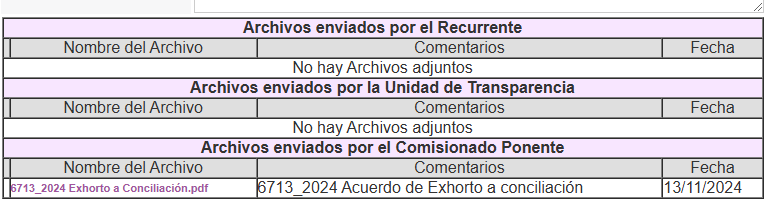 Archivos enviados por el Recurrente
Nombre del Archivo Comentarios Fecha
No hay Archivos adjuntos
Archivos enviados por la Unidad de Transparencia
Nombre del Archivo Comentarios Fecha
No hay Archivos adjuntos
Archivos enviados por el Comisionado Ponente
Nombre del Archivo Comentarios Fecha
6713_2024 Exhorto a Conciliación.pdf 6713_2024 Acuerdo de Exhorto a conciliación 13/11/2024